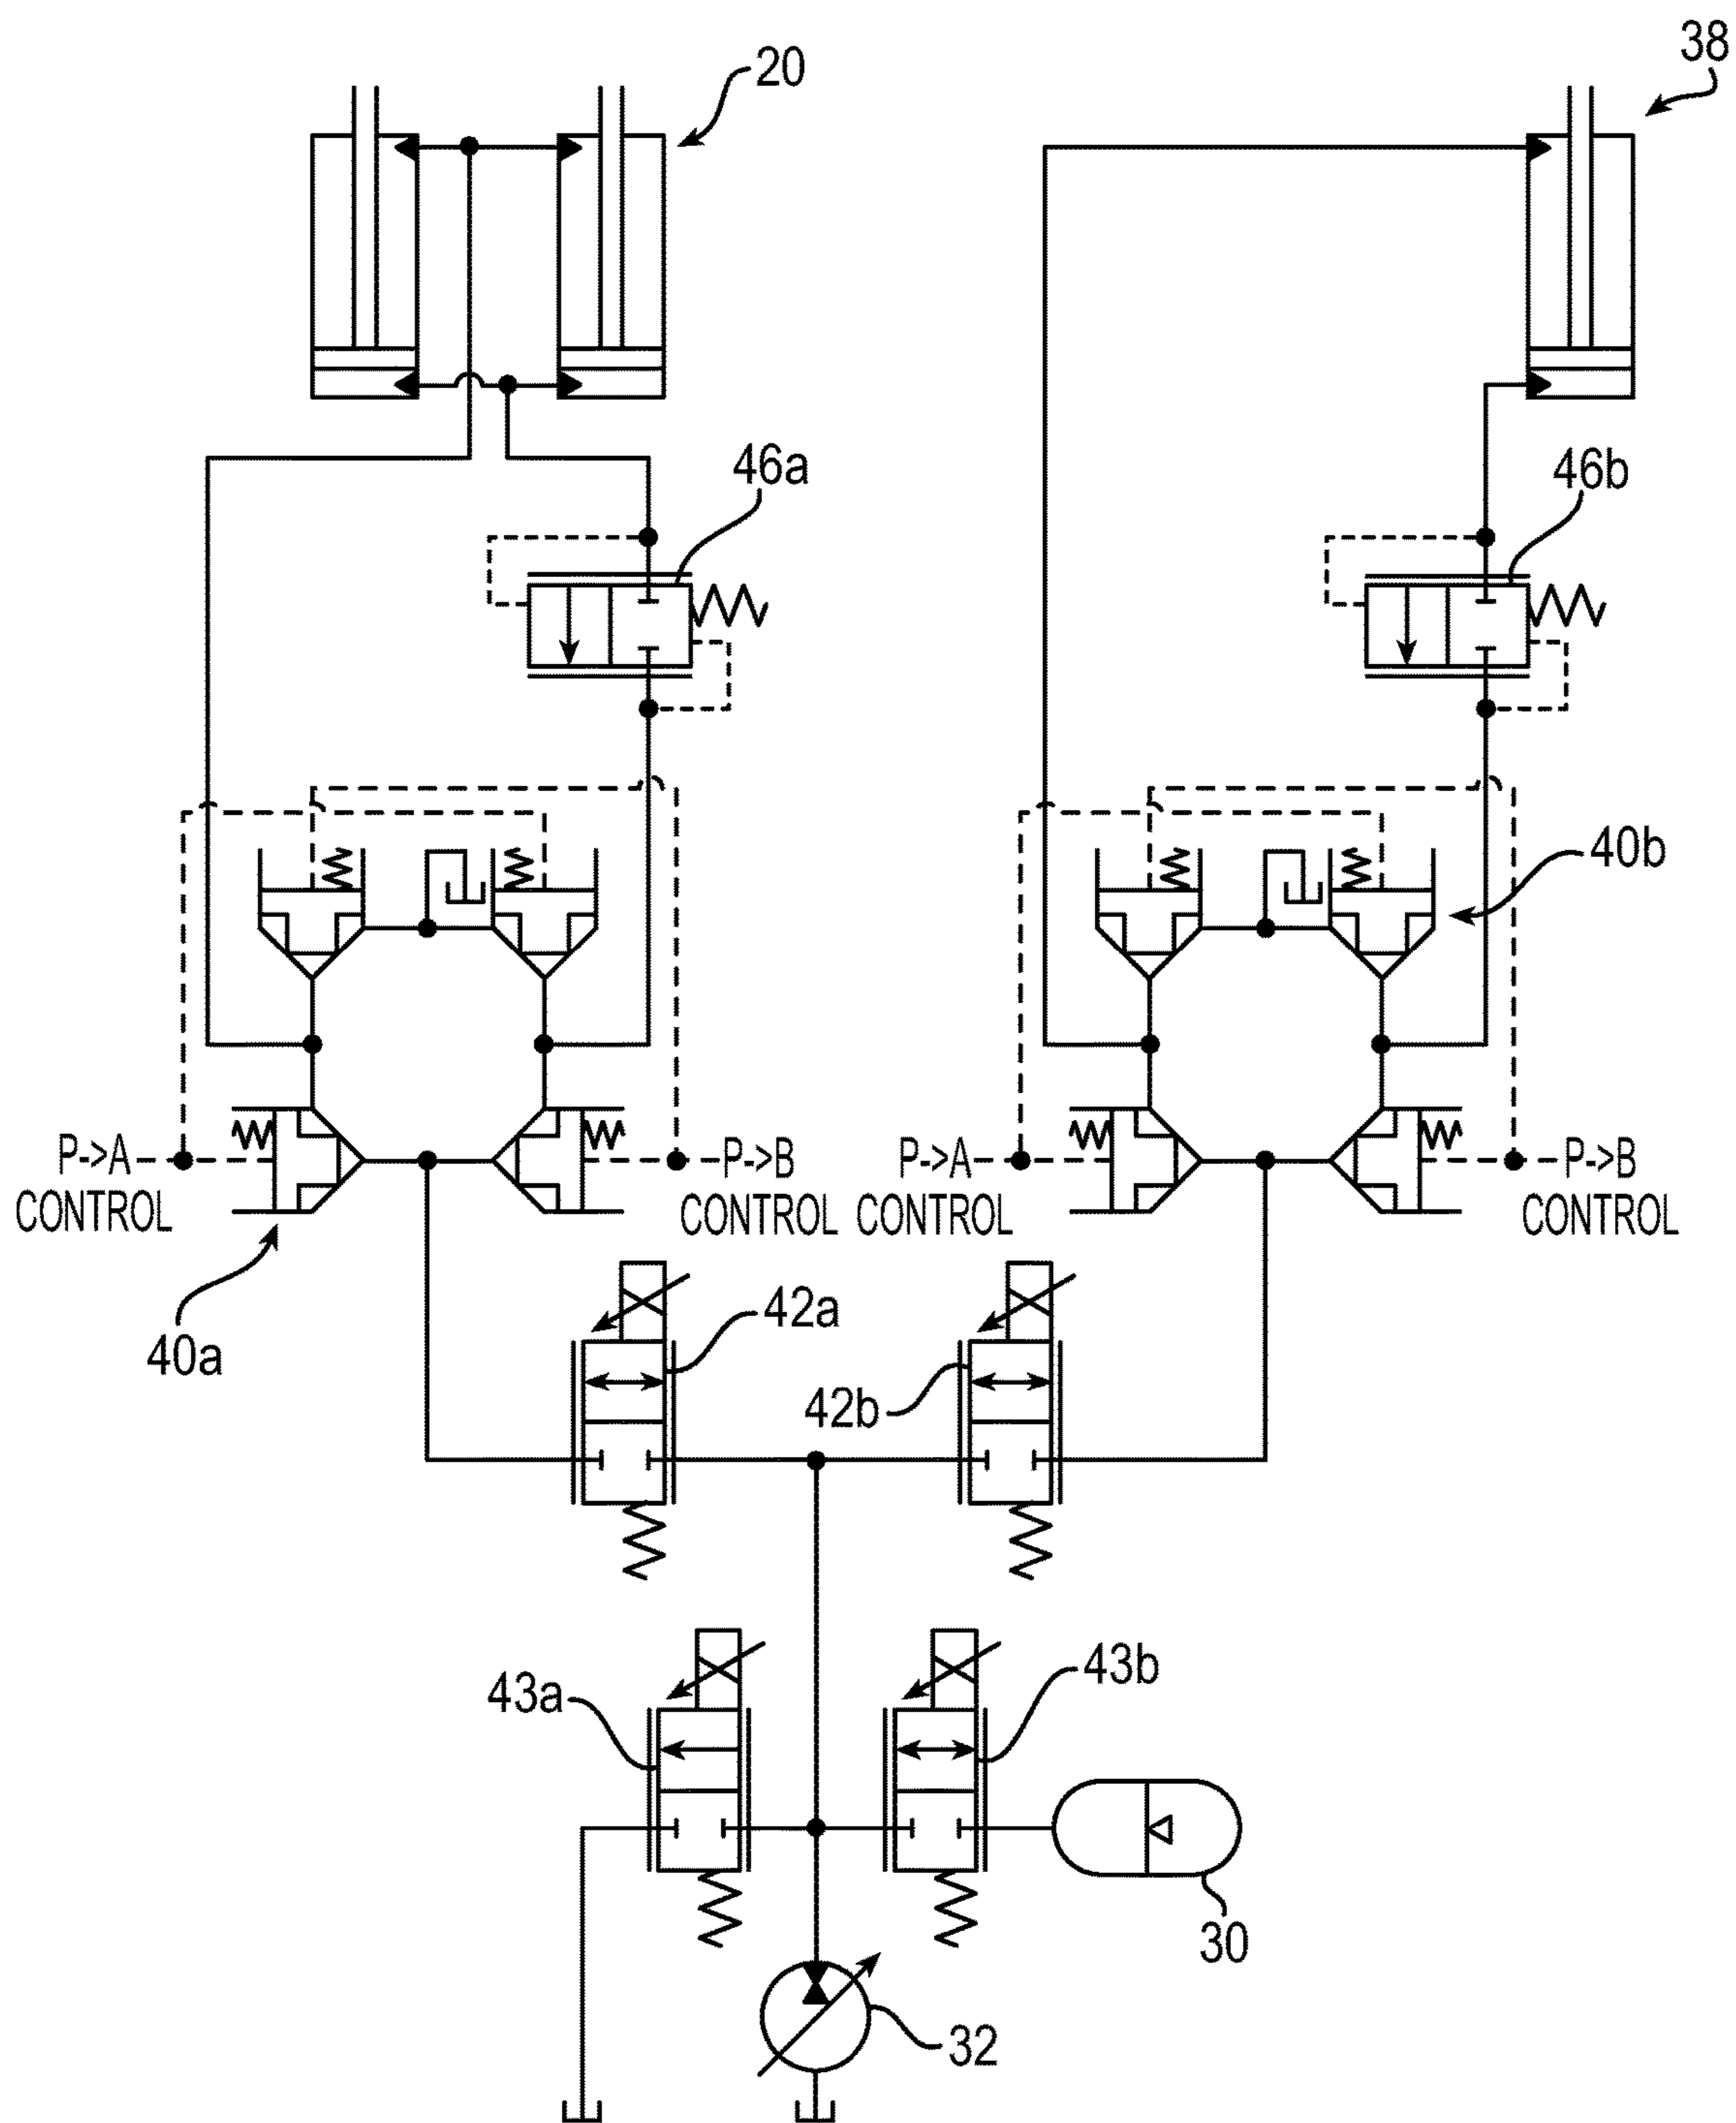 20
38
46a
46b
40b
P->A CONTROL
P->B CONTROL
P->A CONTROL
P->B CONTROL
40a
42a
42b
43a
43b
30
32